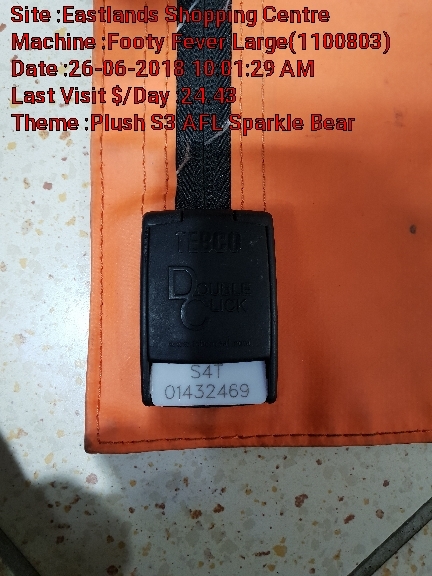 Site :Eastlands Shopping Centre
Machine :Footy Fever Large(1100803)
Date :26-06-2018 10:01:29 AM
Last Visit $/Day :24.43
Theme :Plush S3 AFL Sparkle Bear
DOUBLE
CLICK
S4T
01432469